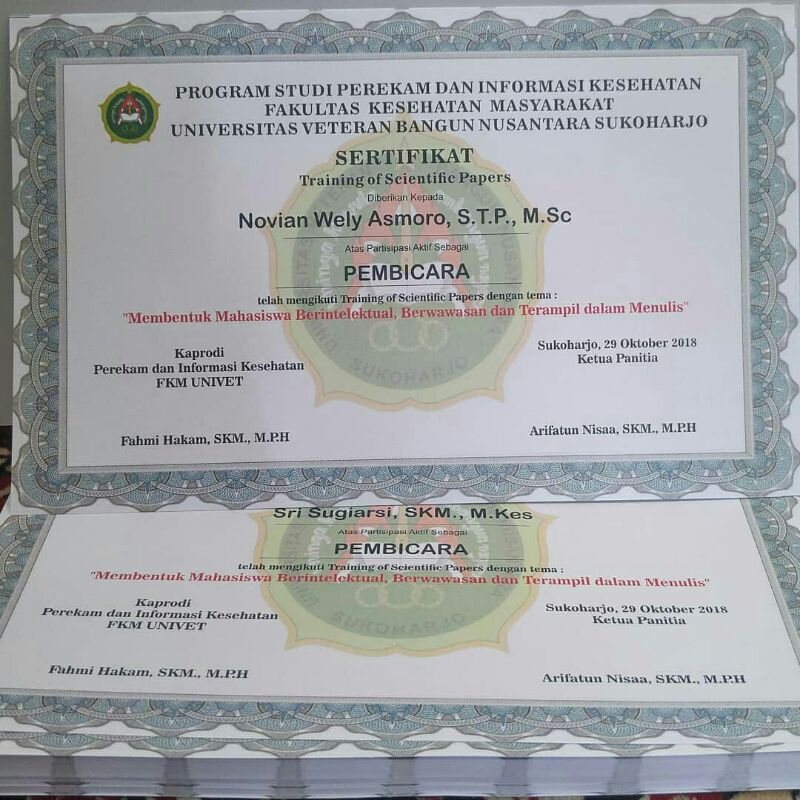 PROGRAM STUDI PEREKAM DAN INFORMASI KESEHATAN
FAKULTAS KESEHATAN MASYARAKAT
UNIVERSITAS VETERAN BANGUN NUSANTARA SUKOHARJO
SERTIFIKAT
Training of Scientific Papers
Diberikan Kepada
Novian Wely Asmoro, S.T.P., M.Sc
Atas Partisipasi Aktif Sebagai
PEMBICARA
telah mengikuti Training of Scientific Papers dengan tema :
"Membentuk Mahasiswa Berintelektual, Berwawasan dan Terampil dalam Menulis"
Kaprodi
Perekam dan Informasi Kesehatan
FKM UNIVET
Sukoharjo, 29 Oktober 2018
Ketua Panitia
SUKOHARJO
Fahmi Hakam, SKM., M.P.H
Arifatun Nisaa, SKM., M.P.H
Sri Sugiarsi, SKM., M.Kes
Atas Partisipasi Aktif Sebagai
PEMBICARA
telah mengikuti Training of Scientific Papers dengan tema :
"Membentuk Mahasiswa Berintelektual, Berwawasan dan Terampil dalam Menulis"
Kaprodi
Perekam dan Informasi Kesehatan
FKM UNIVET
Sukoharjo, 29 Oktober 2018
Ketua Panitia
SUKOHARJO
Fahmi Hakam, SKM., M.P.H
Arifatun Nisaa, SKM., M.P.H